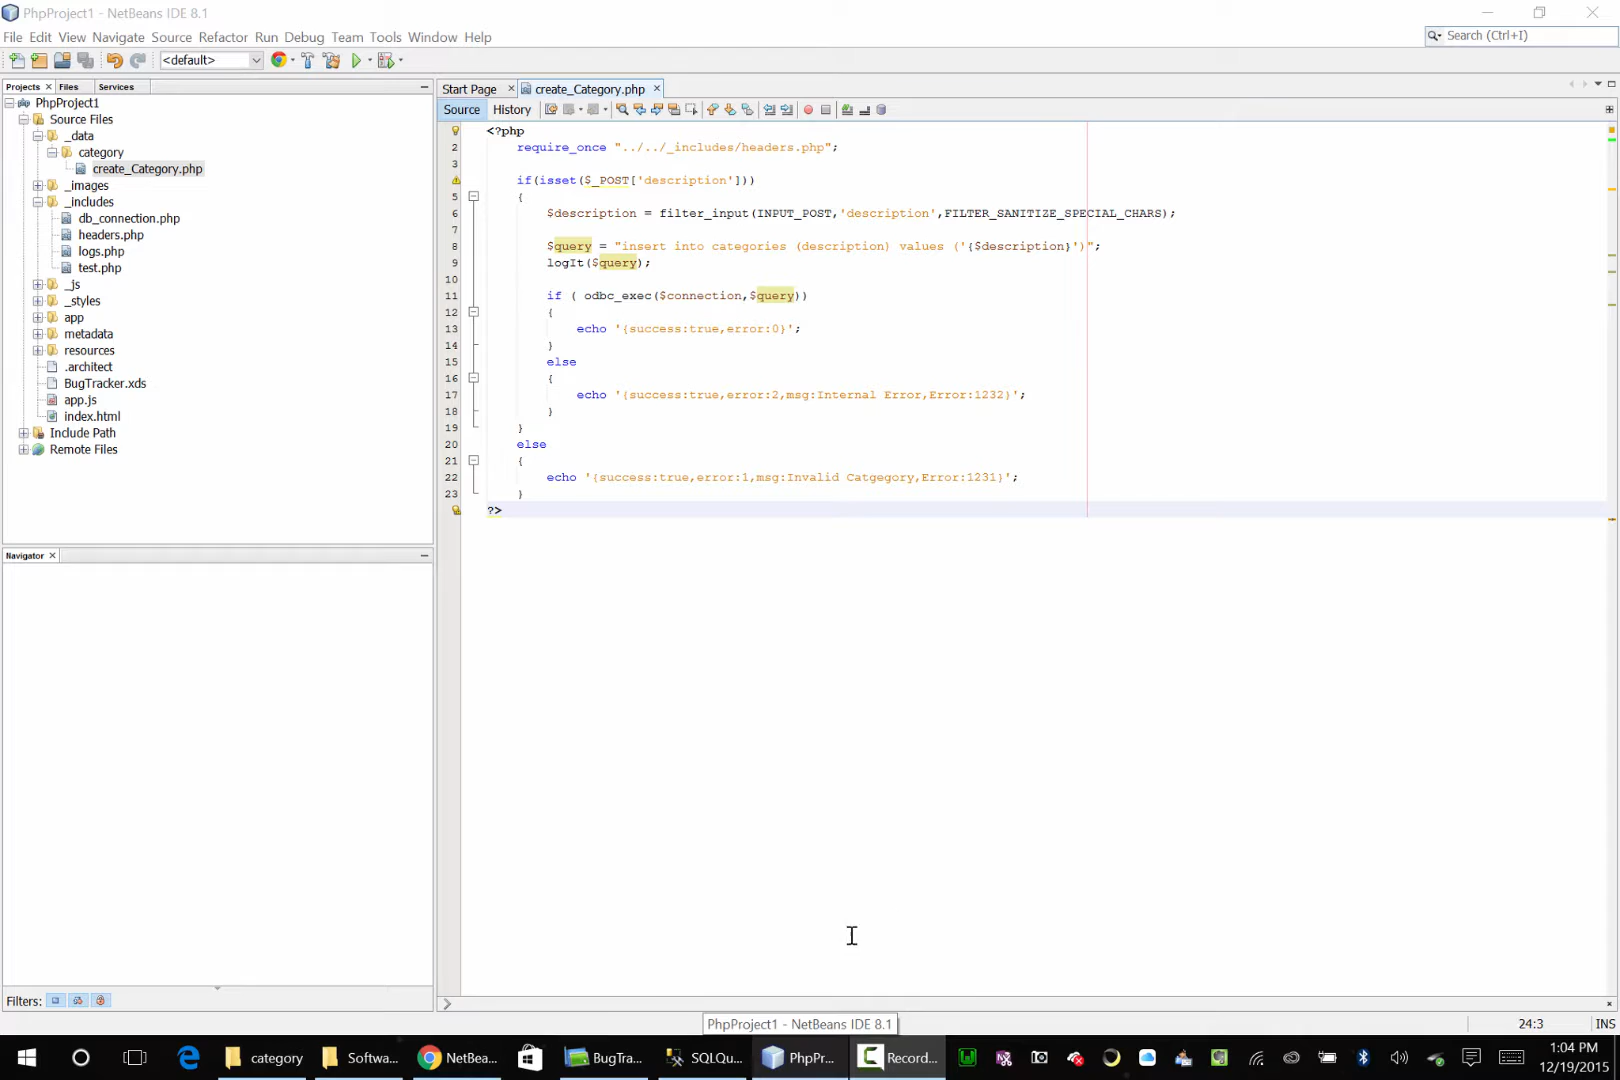 PhpProject1 - NetBeans IDE 8.1
File Edit View Navigate Source Refactor Run Debug Team Tools Window Help
Search (Ctrl+I)
<default>
Projects Files Services
PhpProject1
Source Files
_data
category
create_Category.php
_images
_includes
db_connection.php
headers.php
logs.php
test.php
_js
_styles
app
metadata
resources
.architect
BugTracker.xds
app.js
index.html
Include Path
Remote Files
Navigator
Filters:
Start Page create_Category.php
Source History
<?php
2 require_once "../../_includes/headers.php";
3
if(isset($_POST['description']))
5 {
6 $description = filter_input(INPUT_POST,'description',FILTER_SANITIZE_SPECIAL_CHARS);
7
8 $query = "insert into categories (description) values ('{$description}')";
9 logIt($query);
10
11 if ( odbc_exec($connection,$query))
12 {
13 echo '{success:true,error:0}';
14 }
15 else
16 {
17 echo '{success:true,error:2,msg:Internal Error,Error:1232}';
18 }
19 }
20 else
21 {
22 echo '{success:true,error:1,msg:Invalid Catgegory,Error:1231}';
23 }
?>
PhpProject1 - NetBeans IDE 8.1
24:3 INS
category Softwa... NetBea... BugTra... SQLQu... PhpPr... Record...
1:04 PM
12/19/2015